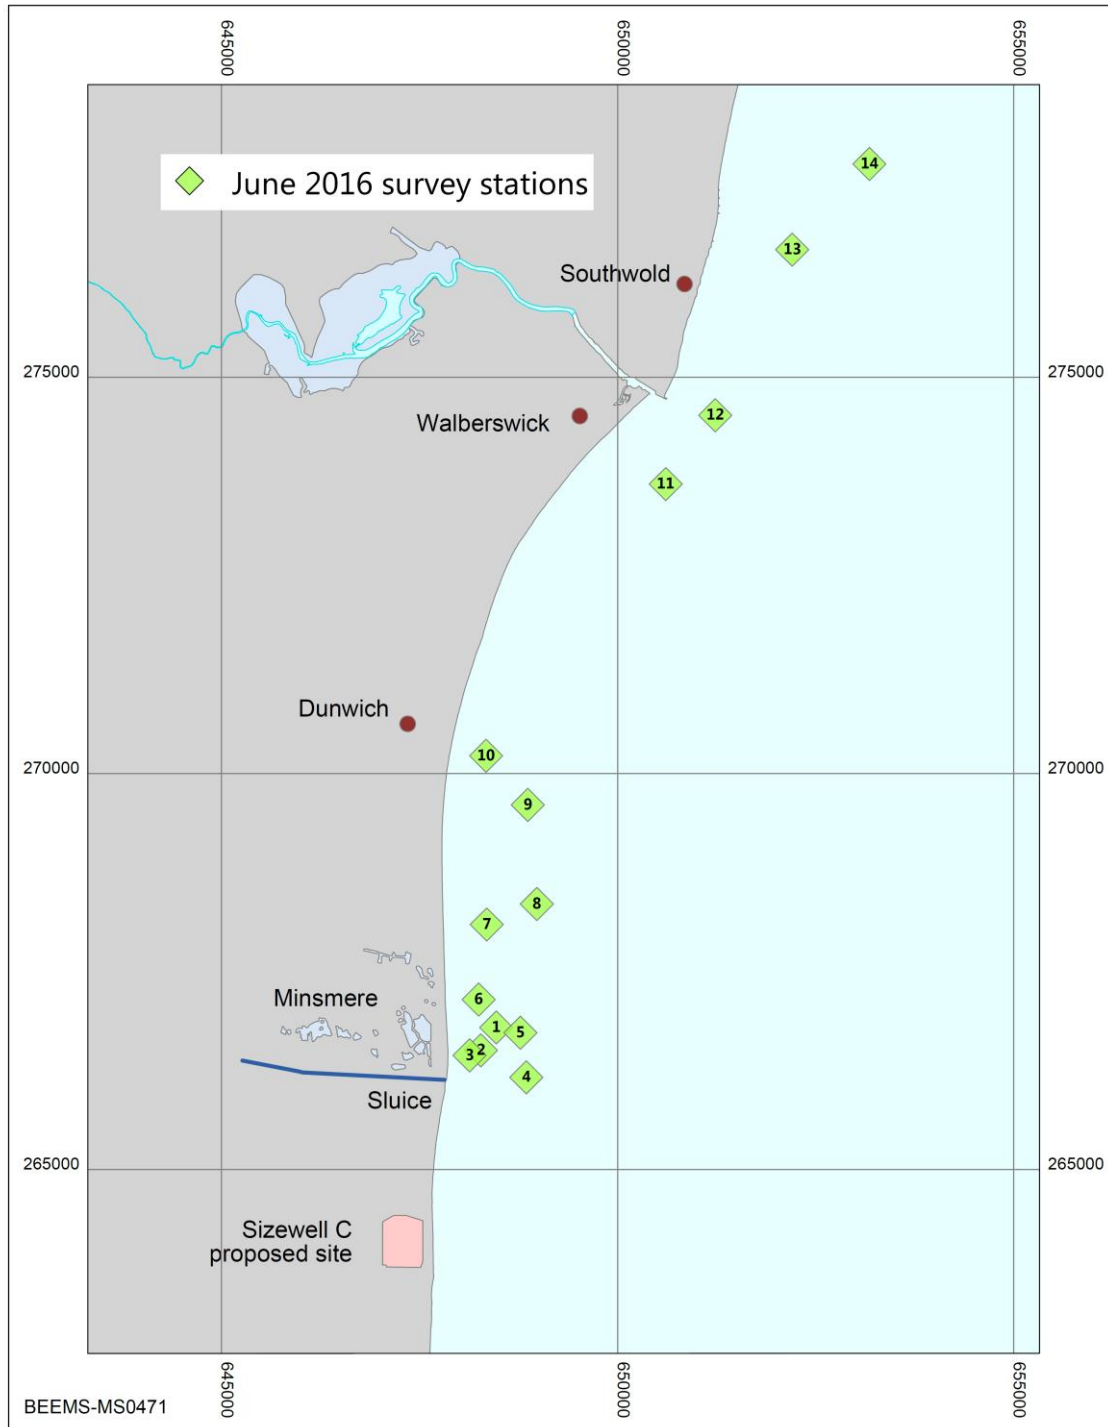 645000
650000
655000
June 2016 survey stations
14
13
Southwold
275000
12
Walberswick
11
Dunwich
10
270000
270000
9
8
7
Minsmere
6
1
5
2
3
4
Sluice
265000
265000
Sizewell C
proposed site
645000
650000
655000
BEEMS-MS0471